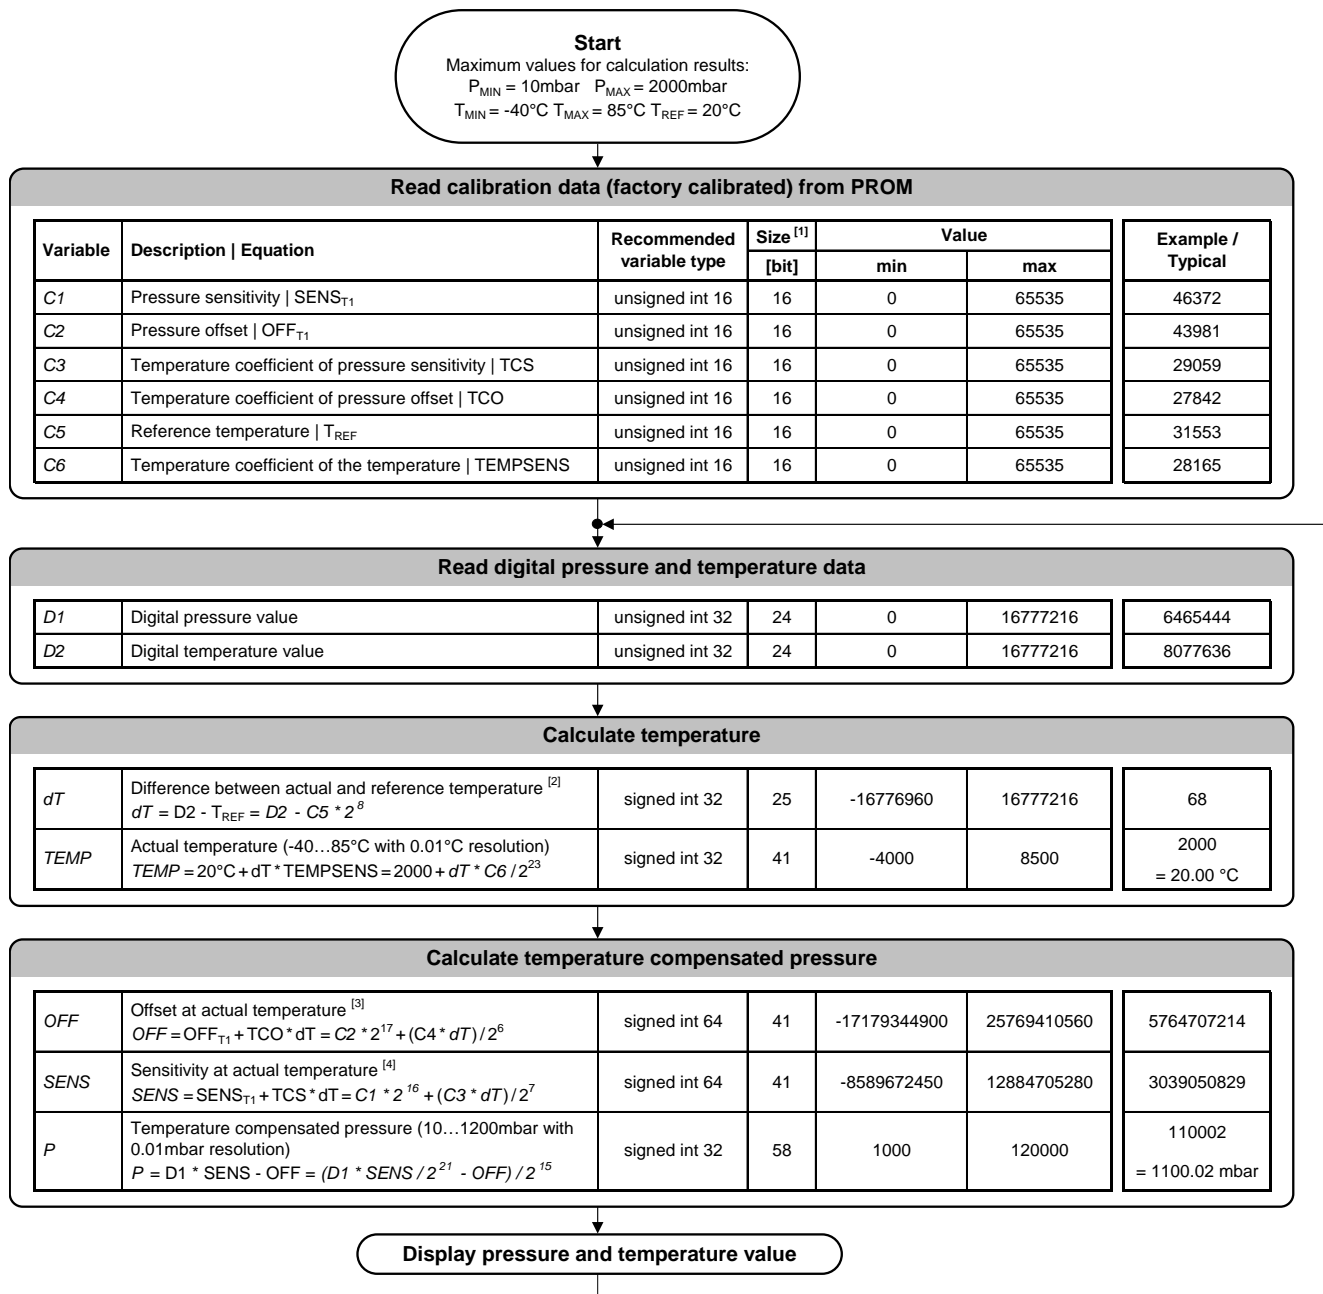 Start
Maximum values for calculation results:
P_MIN = 10mbar P_MAX = 2000mbar
T_MIN = -40°C T_MAX = 85°C T_REF = 20°C
Read calibration data (factory calibrated) from PROM
Variable Description | Equation Recommended variable type Size [1] [bit] Value min max Example / Typical
C1 Pressure sensitivity | SENS_T1 unsigned int 16 16 0 65535 46372
C2 Pressure offset | OFF_T1 unsigned int 16 16 0 65535 43981
C3 Temperature coefficient of pressure sensitivity | TCS unsigned int 16 16 0 65535 29059
C4 Temperature coefficient of pressure offset | TCO unsigned int 16 16 0 65535 27842
C5 Reference temperature | T_REF unsigned int 16 16 0 65535 31553
C6 Temperature coefficient of the temperature | TEMPSENS unsigned int 16 16 0 65535 28165
Read digital pressure and temperature data
D1 Digital pressure value unsigned int 32 24 0 16777216 6465444
D2 Digital temperature value unsigned int 32 24 0 16777216 8077636
Calculate temperature
dT Difference between actual and reference temperature [2]
dT = D2 - T_REF = D2 - C5 * 2^8 signed int 32 25 -16776960 16777216 68
TEMP Actual temperature (-40…85°C with 0.01°C resolution)
TEMP = 20°C + dT * TEMPSENS = 2000 + dT * C6 / 2^23 signed int 32 41 -4000 8500 2000
= 20.00 °C
Calculate temperature compensated pressure
OFF Offset at actual temperature [3]
OFF = OFF_T1 + TCO * dT = C2 * 2^17 + (C4 * dT) / 2^6 signed int 64 41 -17179344900 25769410560 5764707214
SENS Sensitivity at actual temperature [4]
SENS = SENS_T1 + TCS * dT = C1 * 2^16 + (C3 * dT) / 2^7 signed int 64 41 -8589672450 12884705280 3039050829
P Temperature compensated pressure (10…1200mbar with
0.01mbar resolution)
P = D1 * SENS - OFF = (D1 * SENS / 2^21 - OFF) / 2^15 signed int 32 58 1000 120000 110002
= 1100.02 mbar
Display pressure and temperature value